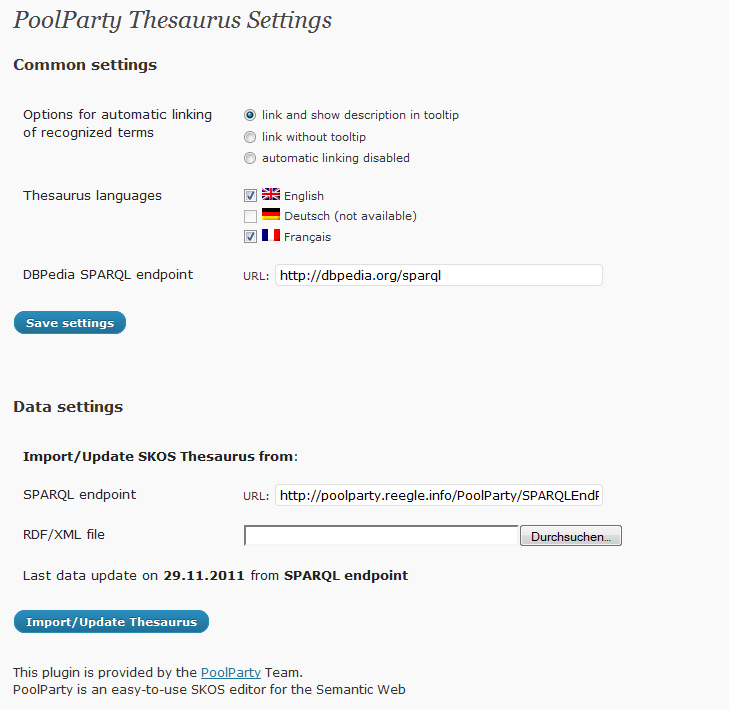 PoolParty Thesaurus Settings
Common settings
Options for automatic linking
of recognized terms
link and show description in tooltip
link without tooltip
automatic linking disabled
Thesaurus languages
English
Deutsch (not available)
Français
DBPedia SPARQL endpoint
URL: http://dbpedia.org/sparql
Save settings
Data settings
Import/Update SKOS Thesaurus from:
SPARQL endpoint
URL: http://poolparty.reegle.info/PoolParty/SPARQLEndP
RDF/XML file
Durchsuchen...
Last data update on 29.11.2011 from SPARQL endpoint
Import/Update Thesaurus
This plugin is provided by the PoolParty Team.
PoolParty is an easy-to-use SKOS editor for the Semantic Web